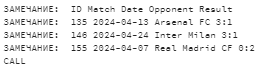 ЗАМЕЧАНИЕ: ID Match Date Opponent Result
ЗАМЕЧАНИЕ: 135 2024-04-13 Arsenal FC 3:1
ЗАМЕЧАНИЕ: 140 2024-04-24 Inter Milan 3:1
ЗАМЕЧАНИЕ: 155 2024-04-07 Real Madrid CF 0:2
CALL